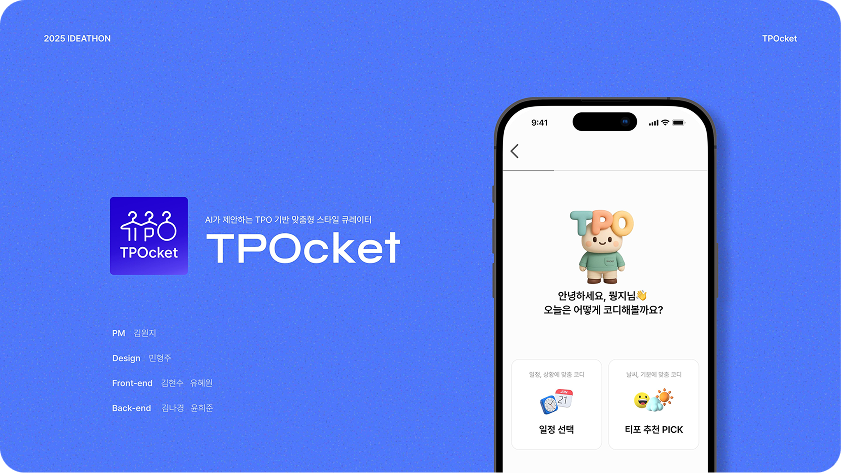 2025 IDEATHON
TPOcket
TPO
TPOcket
AI가 제안하는 TPO 기반 맞춤형 스타일 큐레이터
TPOcket
PM 김원지
Design 민형주
Front-end 김현수 유혜원
Back-end 김나경 윤희준
9:41
TPO
안녕하세요, 뭥지님👋
오늘은 어떻게 코디해볼까요?
일정, 상황에 맞춤 코디
21
일정 선택
날씨, 기분에 맞춤 코디
티포 추천 PICK